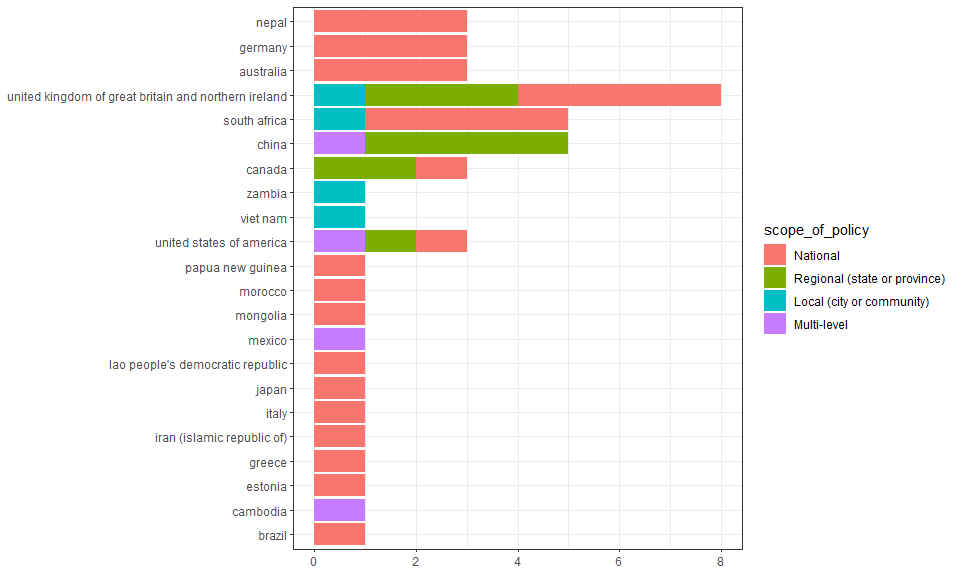 nepal
germany
australia
united kingdom of great britain and northern ireland
south africa
china
canada
zambia
viet nam
united states of america
papua new guinea
morocco
mongolia
mexico
lao people's democratic republic
japan
italy
iran (islamic republic of)
greece
estonia
cambodia
brazil
0 2 4 6 8
scope_of_policy
National
Regional (state or province)
Local (city or community)
Multi-level